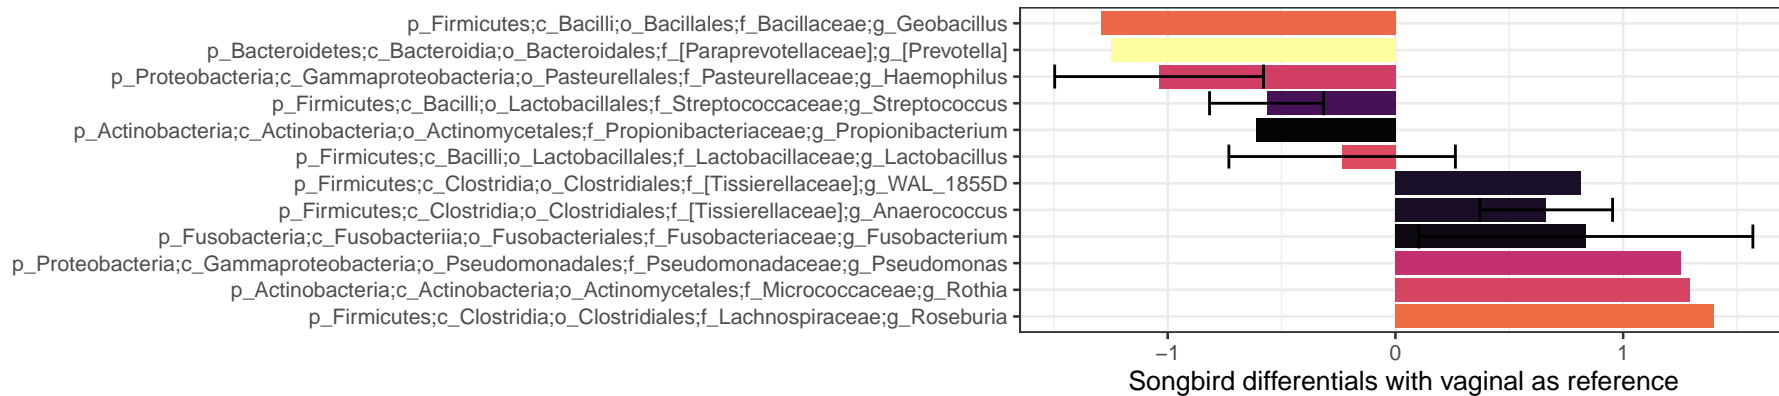 p_Firmicutes;c_Bacilli;o_Bacillales;f_Bacillaceae;g_Geobacillus
p_Bacteroidetes;c_Bacteroidia;o_Bacteroidales;f_[Paraprevotellaceae];g_[Prevotella]
p_Proteobacteria;c_Gammaproteobacteria;o_Pasteurellales;f_Pasteurellaceae;g_Haemophilus
p_Firmicutes;c_Bacilli;o_Lactobacillales;f_Streptococcaceae;g_Streptococcus
p_Actinobacteria;c_Actinobacteria;o_Actinomycetales;f_Propionibacteriaceae;g_Propionibacterium
p_Firmicutes;c_Bacilli;o_Lactobacillales;f_Lactobacillaceae;g_Lactobacillus
p_Firmicutes;c_Clostridia;o_Clostridiales;f_[Tissierellaceae];g_WAL_1855D
p_Firmicutes;c_Clostridia;o_Clostridiales;f_[Tissierellaceae];g_Anaerococcus
p_Fusobacteria;c_Fusobacteriia;o_Fusobacteriales;f_Fusobacteriaceae;g_Fusobacterium
p_Proteobacteria;c_Gammaproteobacteria;o_Pseudomonadales;f_Pseudomonadaceae;g_Pseudomonas
p_Actinobacteria;c_Actinobacteria;o_Actinomycetales;f_Micrococcaceae;g_Rothia
p_Firmicutes;c_Clostridia;o_Clostridiales;f_Lachnospiraceae;g_Roseburia
−1 0 1
Songbird differentials with vaginal as reference